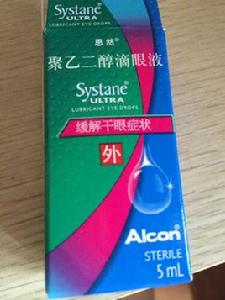 Systane
ULTRA
LUBRICANT EYE DROPS
思然®
聚乙二醇滴眼液
Systane
ULTRA
LUBRICANT EYE DROPS
缓解干眼症状
外
Alcon®
STERILE
5 mL